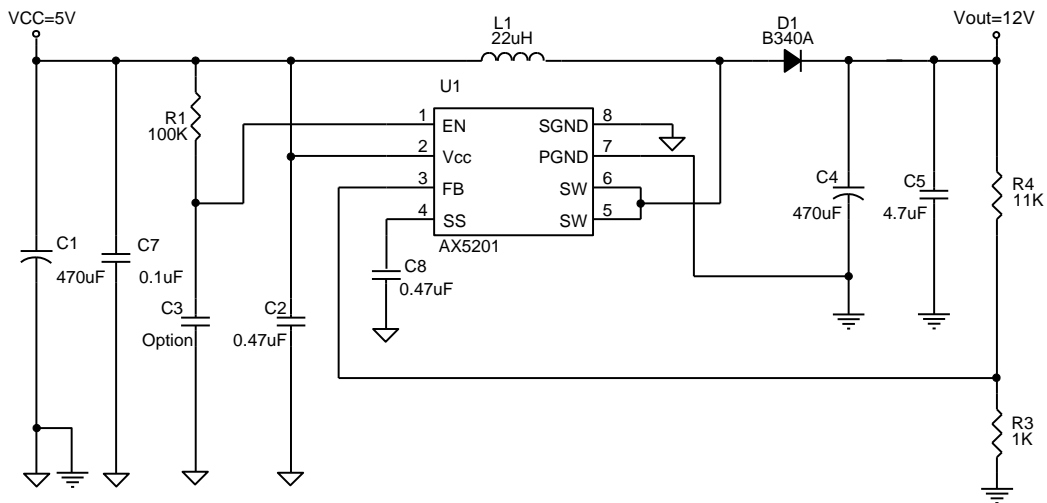 VCC=5V
L1
22uH
D1
B340A
Vout=12V
U1
R1
100K
1
EN
SGND
8
2
Vcc
PGND
7
3
FB
SW
6
4
SS
SW
5
AX5201
C4
470uF
C5
4.7uF
R4
11K
C1
470uF
C7
0.1uF
C8
0.47uF
C3
Option
C2
0.47uF
R3
1K